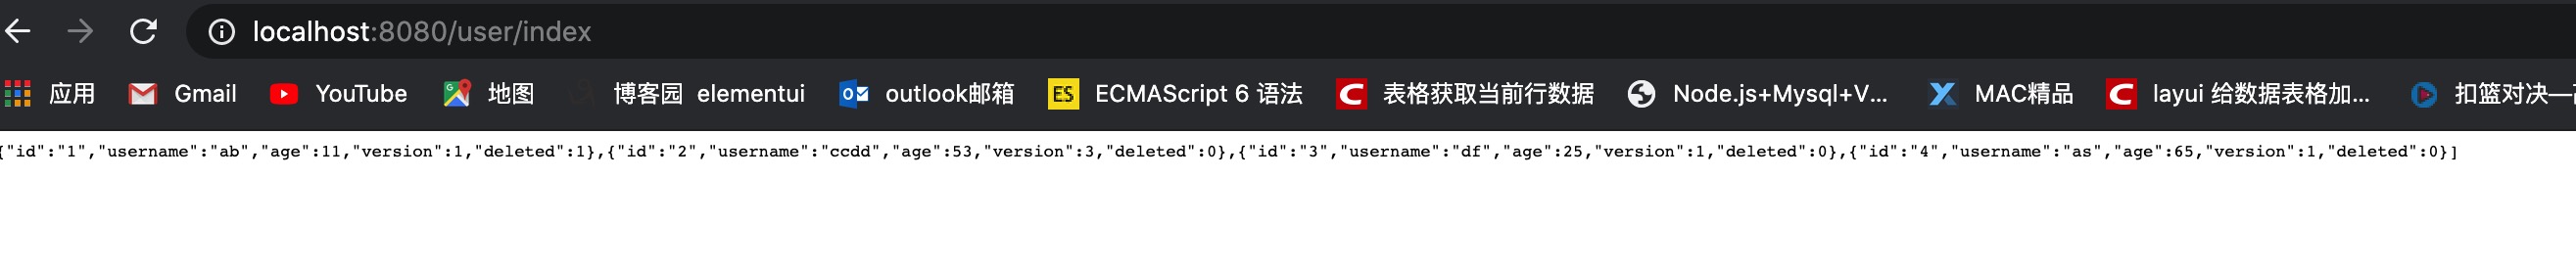 localhost:8080/user/index
应用 Gmail YouTube 地图 博客园 elementui outlook邮箱 ES ECMAScript 6 语法 C 表格获取当前行数据 Node.js+Mysql+V... MAC精品 C layui 给数据表格加... 扣篮对决—
{"id":"1","username":"ab","age":11,"version":1,"deleted":1},{"id":"2","username":"ccdd","age":53,"version":3,"deleted":0},{"id":"3","username":"df","age":25,"version":1,"deleted":0},{"id":"4","username":"as","age":65,"version":1,"deleted":0}]